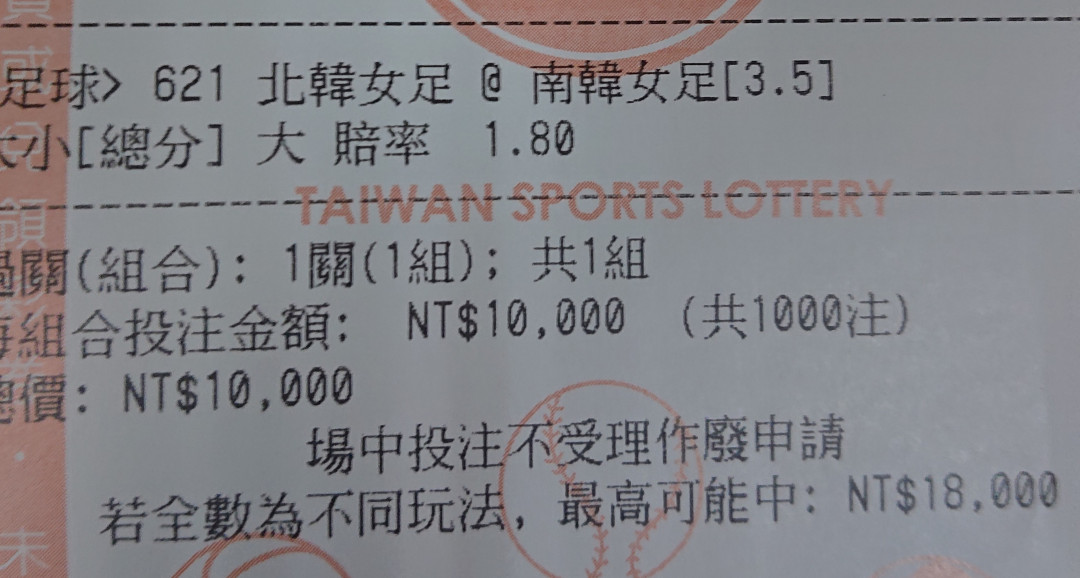 足球> 621 北韓女足 @ 南韓女足[3.5]
大小[總分] 大 賠率 1.80
TAIWAN SPORTS LOTTERY
過關(組合): 1關(1組); 共1組
每組合投注金額: NT$10,000 (共1000注)
總價: NT$10,000
場中投注不受理作廢申請
若全數為不同玩法, 最高可能中: NT$18,000